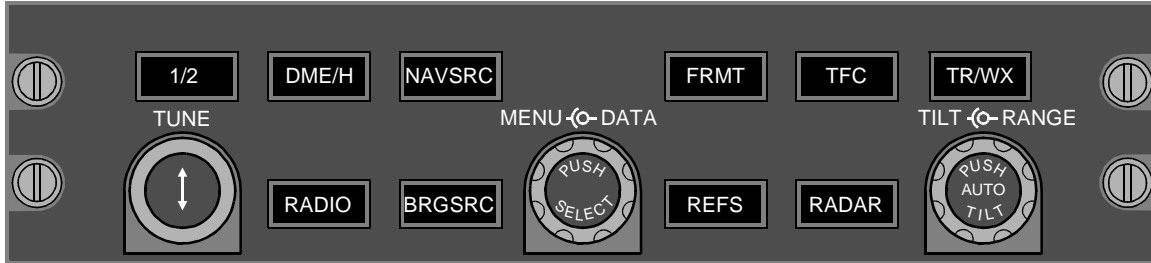 1/2 DME/H NAVSRC FRMT TFC TR/WX
TUNE MENU DATA TILT RANGE
PUSH SELECT
PUSH AUTO TILT
RADIO BRGSRC REFS RADAR